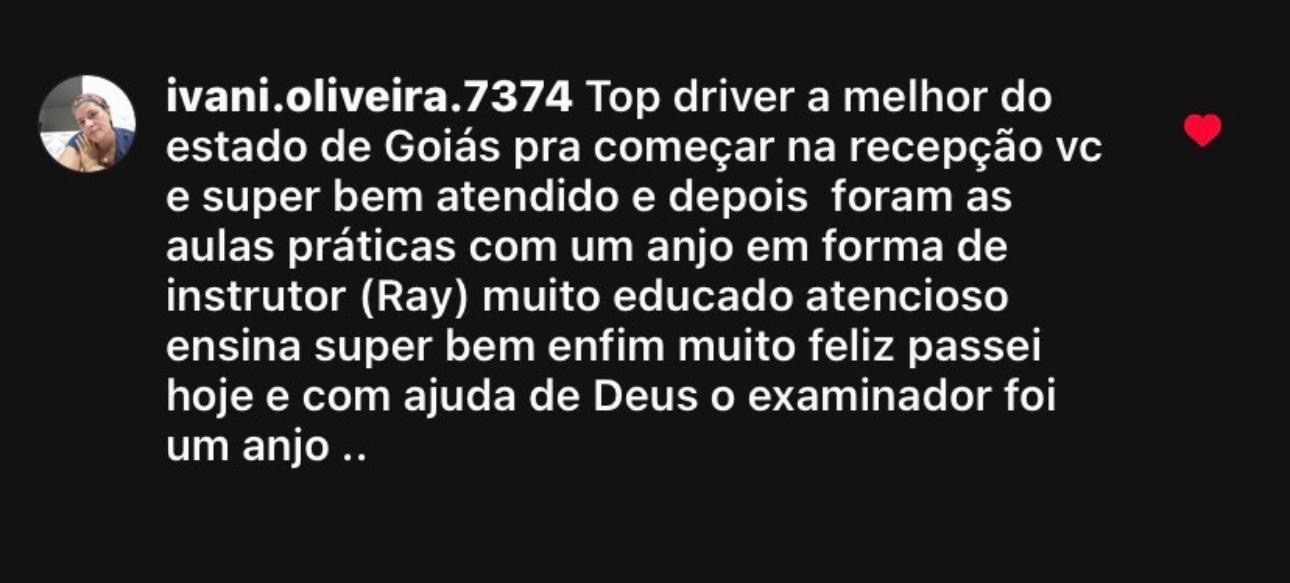 ivani.oliveira.7374 Top driver a melhor do
estado de Goiás pra começar na recepção vc
e super bem atendido e depois  foram as
aulas práticas com um anjo em forma de
instrutor (Ray) muito educado atencioso
ensina super bem enfim muito feliz passei
hoje e com ajuda de Deus o examinador foi
um anjo ..